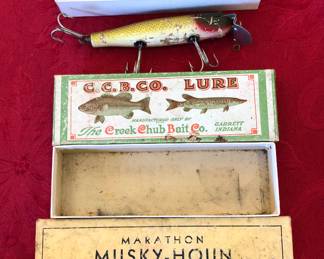 C.C.B.CO. LURE
MANUFACTURED ONLY BY
The Creek Chub Bait Co.
GARRETT
INDIANA
MARATHON
MUSKY-HOUN